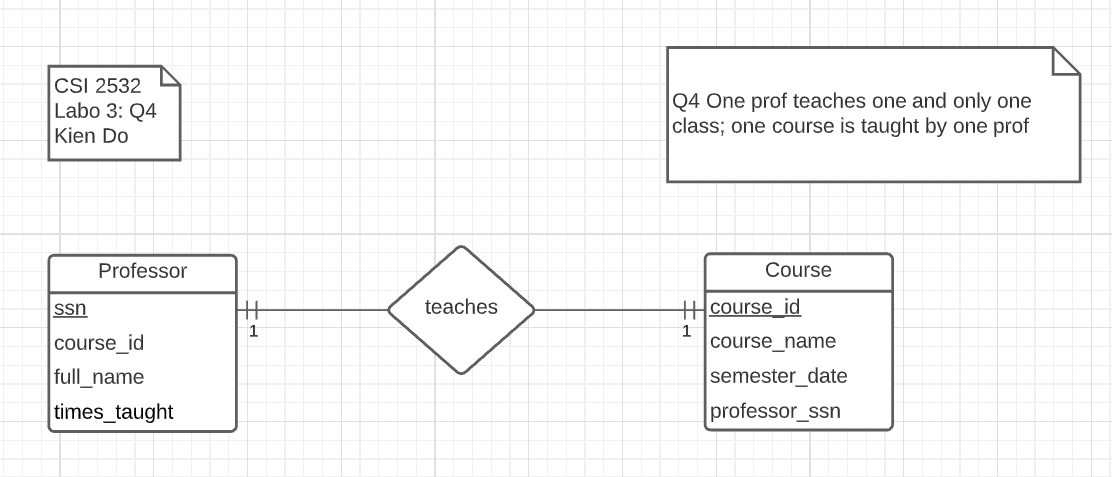 CSI 2532
Labo 3: Q4
Kien Do
Q4 One prof teaches one and only one
class; one course is taught by one prof
Professor
ssn
course_id
full_name
times_taught
1
teaches
1
Course
course_id
course_name
semester_date
professor_ssn